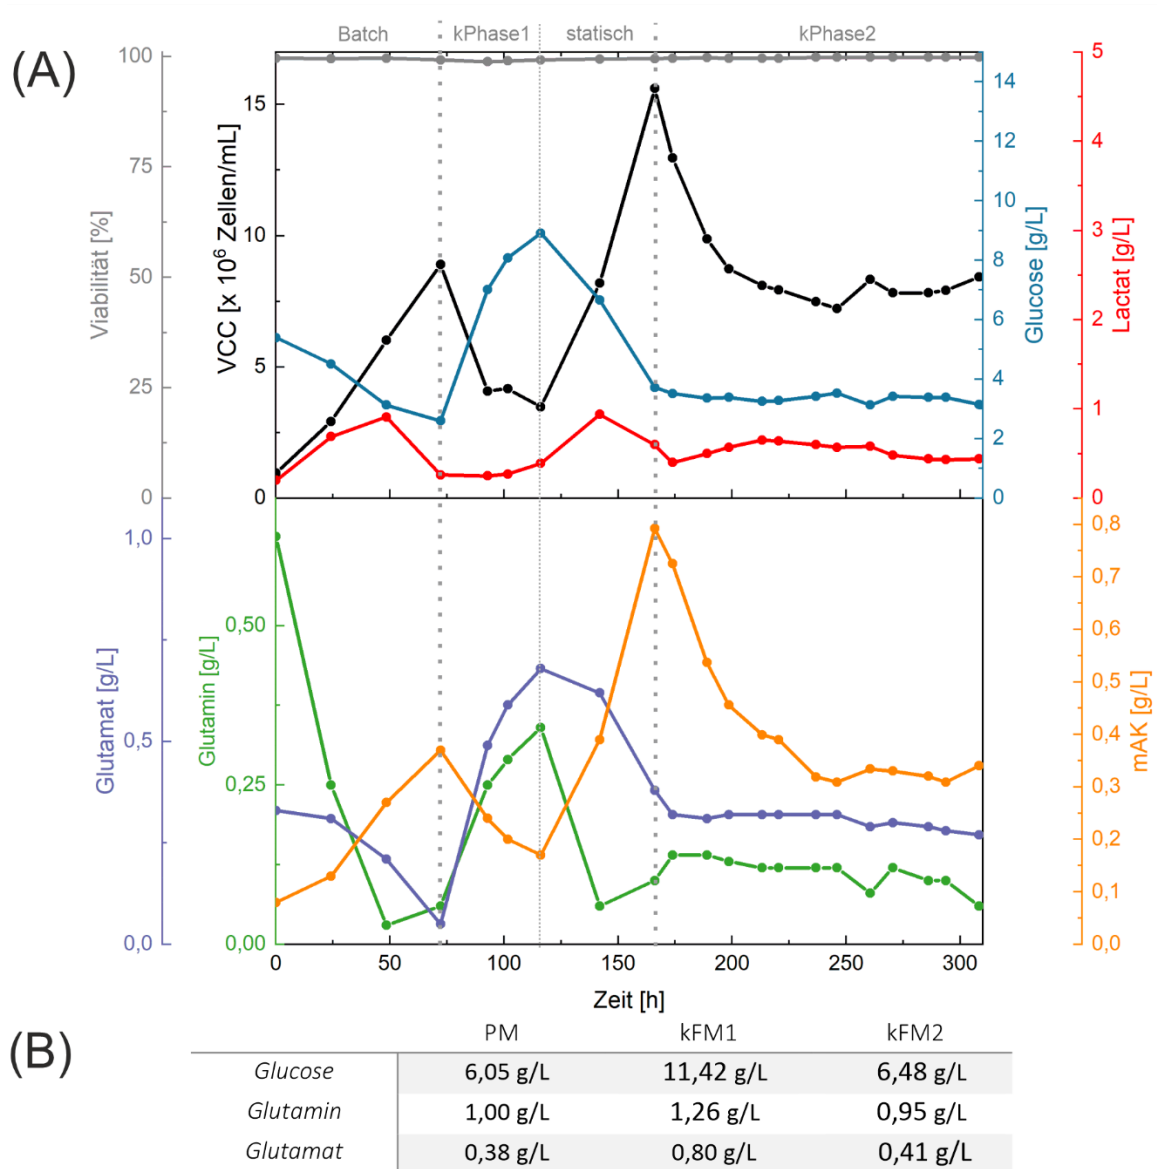 (A)
Batch kPhase1 statisch kPhase2
Viabilität [%]
100
75
50
25
0
VCC [x 10⁶ Zellen/mL]
15
10
5
0
Glucose [g/L]
14
12
10
8
6
4
2
0
Lactat [g/L]
5
4
3
2
1
0
Glutamat [g/L]
1,0
0,5
0,0
Glutamin [g/L]
0,50
0,25
0,00
mAK [g/L]
0,8
0,7
0,6
0,5
0,4
0,3
0,2
0,1
0,0
0 50 100 150 200 250 300
Zeit [h]
(B)
PM kFM1 kFM2
Glucose 6,05 g/L 11,42 g/L 6,48 g/L
Glutamin 1,00 g/L 1,26 g/L 0,95 g/L
Glutamat 0,38 g/L 0,80 g/L 0,41 g/L